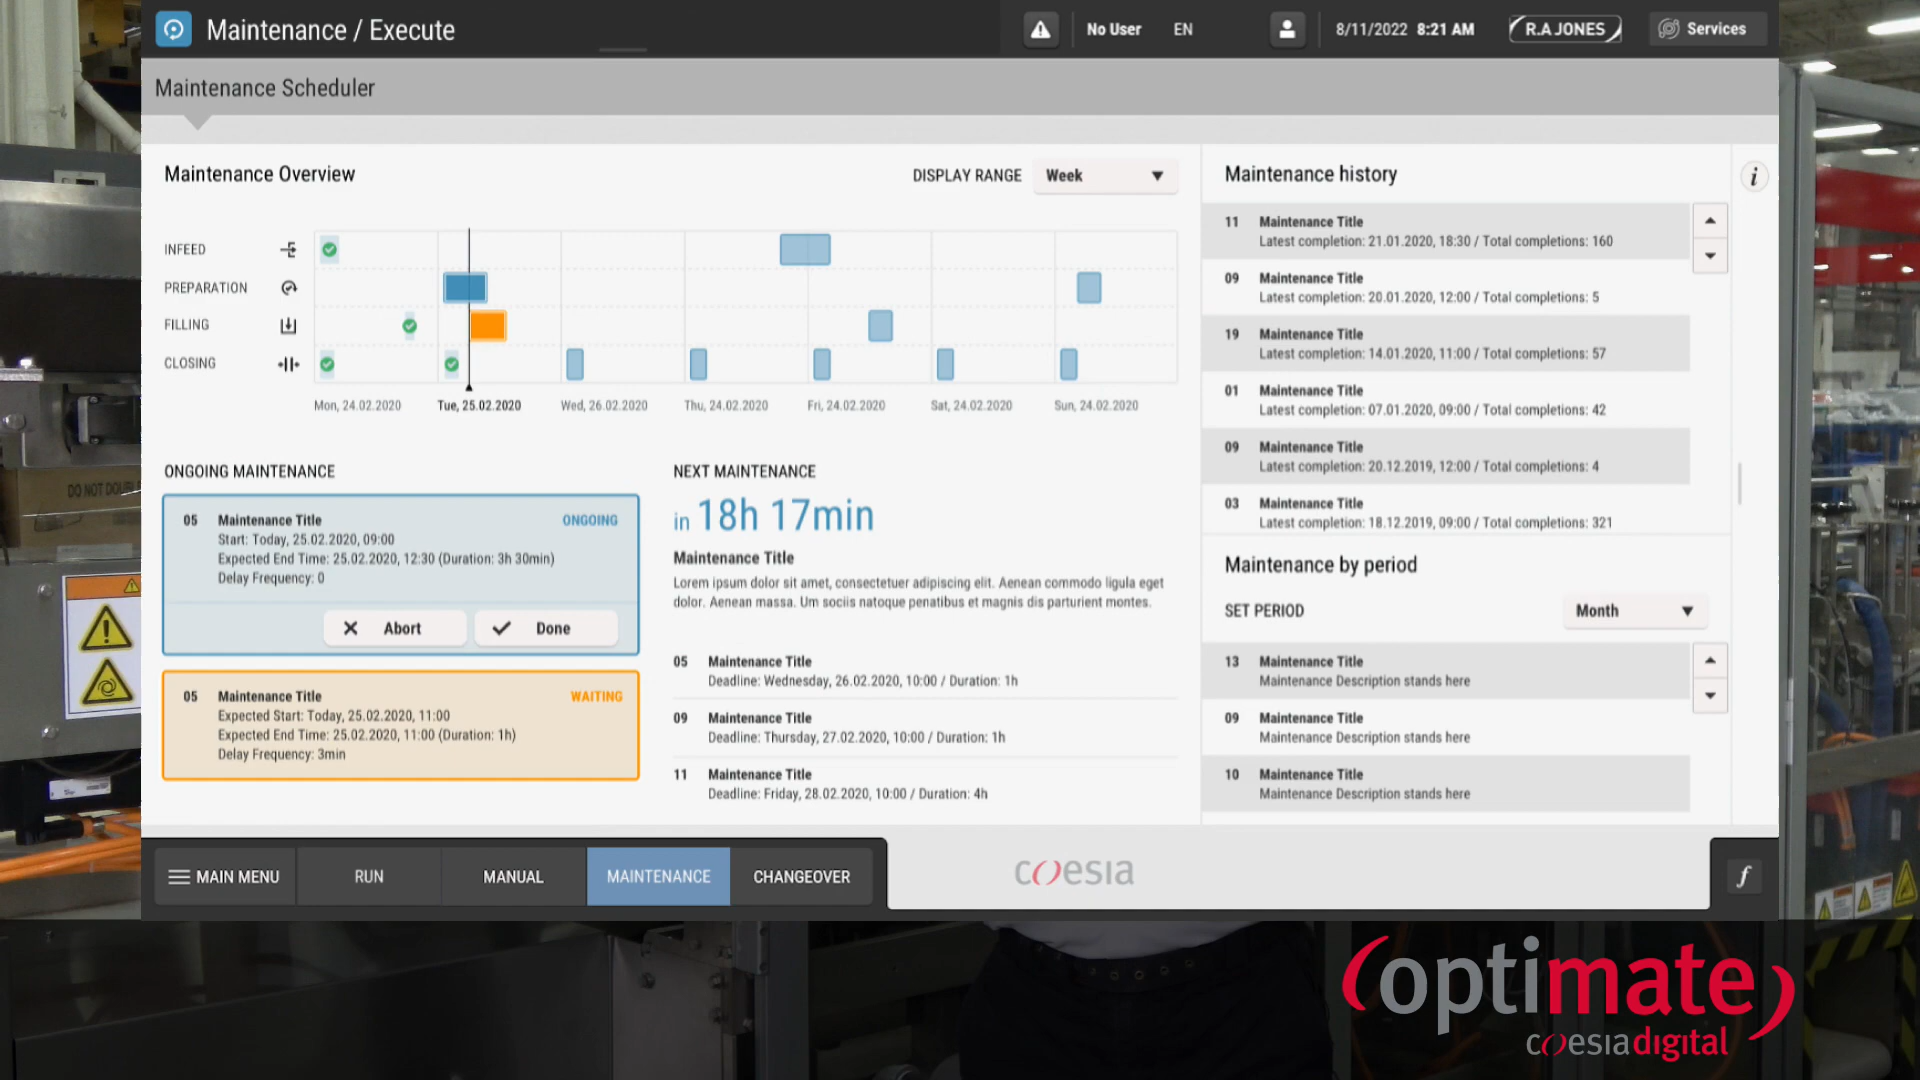 Maintenance / Execute
No User
EN
8/11/2022 8:21 AM
R.A JONES
Services
Maintenance Scheduler
Maintenance Overview
DISPLAY RANGE
Week
INFEED
PREPARATION
FILLING
CLOSING
Mon, 24.02.2020
Tue, 25.02.2020
Wed, 26.02.2020
Thu, 24.02.2020
Fri, 24.02.2020
Sat, 24.02.2020
Sun, 24.02.2020
ONGOING MAINTENANCE
05 Maintenance Title ONGOING
Start: Today, 25.02.2020, 09:00
Expected End Time: 25.02.2020, 12:30 (Duration: 3h 30min)
Delay Frequency: 0
Abort
Done
05 Maintenance Title WAITING
Expected Start: Today, 25.02.2020, 11:00
Expected End Time: 25.02.2020, 11:00 (Duration: 1h)
Delay Frequency: 3min
NEXT MAINTENANCE
in 18h 17min
Maintenance Title
Lorem ipsum dolor sit amet, consectetuer adipiscing elit. Aenean commodo ligula eget
dolor. Aenean massa. Um sociis natoque penatibus et magnis dis parturient montes.
05 Maintenance Title
Deadline: Wednesday, 26.02.2020, 10:00 / Duration: 1h
09 Maintenance Title
Deadline: Thursday, 27.02.2020, 10:00 / Duration: 1h
11 Maintenance Title
Deadline: Friday, 28.02.2020, 10:00 / Duration: 4h
Maintenance history
i
11 Maintenance Title
Latest completion: 21.01.2020, 18:30 / Total completions: 160
09 Maintenance Title
Latest completion: 20.01.2020, 12:00 / Total completions: 5
19 Maintenance Title
Latest completion: 14.01.2020, 11:00 / Total completions: 57
01 Maintenance Title
Latest completion: 07.01.2020, 09:00 / Total completions: 42
09 Maintenance Title
Latest completion: 20.12.2019, 12:00 / Total completions: 4
03 Maintenance Title
Latest completion: 18.12.2019, 09:00 / Total completions: 321
Maintenance by period
SET PERIOD
Month
13 Maintenance Title
Maintenance Description stands here
09 Maintenance Title
Maintenance Description stands here
10 Maintenance Title
Maintenance Description stands here
MAIN MENU
RUN
MANUAL
MAINTENANCE
CHANGEOVER
coesia
f
DO NOT DOUBL
(optimate)
coesiadigital